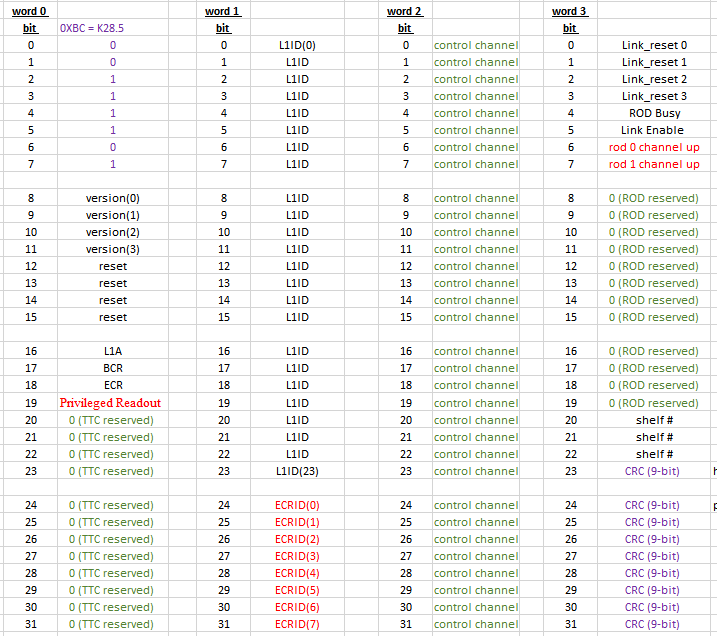 word 0 word 1 word 2 word 3
bit 0XBC = K28.5 bit bit bit
0 0 0 L1ID(0) 0 control channel 0 Link_reset 0
1 0 1 L1ID 1 control channel 1 Link_reset 1
2 1 2 L1ID 2 control channel 2 Link_reset 2
3 1 3 L1ID 3 control channel 3 Link_reset 3
4 1 4 L1ID 4 control channel 4 ROD Busy
5 1 5 L1ID 5 control channel 5 Link Enable
6 0 6 L1ID 6 control channel 6 rod 0 channel up
7 1 7 L1ID 7 control channel 7 rod 1 channel up
8 version(0) 8 L1ID 8 control channel 8 0 (ROD reserved)
9 version(1) 9 L1ID 9 control channel 9 0 (ROD reserved)
10 version(2) 10 L1ID 10 control channel 10 0 (ROD reserved)
11 version(3) 11 L1ID 11 control channel 11 0 (ROD reserved)
12 reset 12 L1ID 12 control channel 12 0 (ROD reserved)
13 reset 13 L1ID 13 control channel 13 0 (ROD reserved)
14 reset 14 L1ID 14 control channel 14 0 (ROD reserved)
15 reset 15 L1ID 15 control channel 15 0 (ROD reserved)
16 L1A 16 L1ID 16 control channel 16 0 (ROD reserved)
17 BCR 17 L1ID 17 control channel 17 0 (ROD reserved)
18 ECR 18 L1ID 18 control channel 18 0 (ROD reserved)
19 Privileged Readout 19 L1ID 19 control channel 19 0 (ROD reserved)
20 0 (TTC reserved) 20 L1ID 20 control channel 20 shelf #
21 0 (TTC reserved) 21 L1ID 21 control channel 21 shelf #
22 0 (TTC reserved) 22 L1ID 22 control channel 22 shelf #
23 0 (TTC reserved) 23 L1ID(23) 23 control channel 23 CRC (9-bit)
24 0 (TTC reserved) 24 ECRID(0) 24 control channel 24 CRC (9-bit)
25 0 (TTC reserved) 25 ECRID(1) 25 control channel 25 CRC (9-bit)
26 0 (TTC reserved) 26 ECRID(2) 26 control channel 26 CRC (9-bit)
27 0 (TTC reserved) 27 ECRID(3) 27 control channel 27 CRC (9-bit)
28 0 (TTC reserved) 28 ECRID(4) 28 control channel 28 CRC (9-bit)
29 0 (TTC reserved) 29 ECRID(5) 29 control channel 29 CRC (9-bit)
30 0 (TTC reserved) 30 ECRID(6) 30 control channel 30 CRC (9-bit)
31 0 (TTC reserved) 31 ECRID(7) 31 control channel 31 CRC (9-bit)